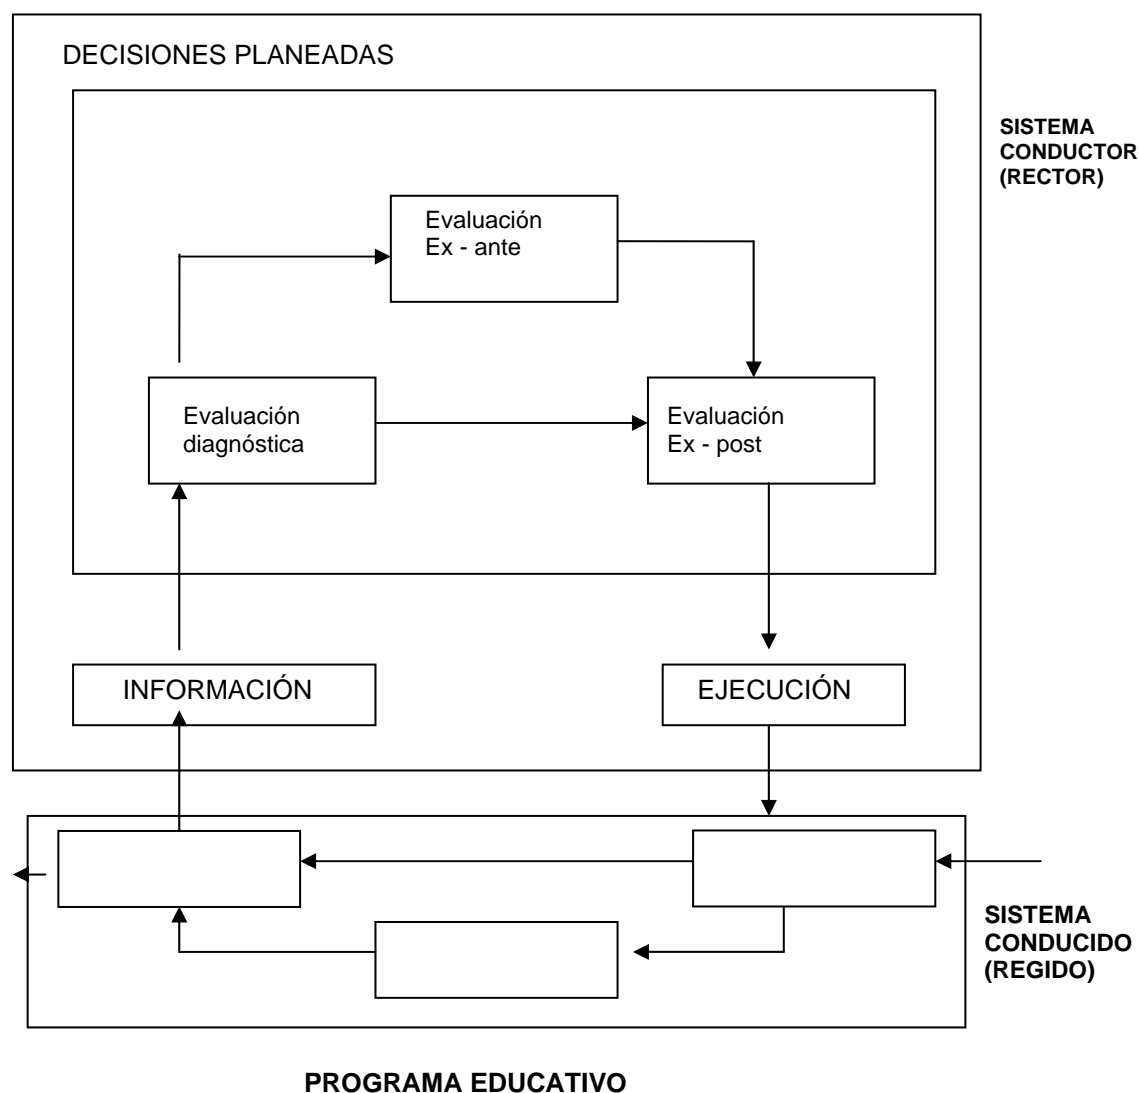 DECISIONES PLANEADAS
SISTEMA
CONDUCTOR
(RECTOR)
Evaluación
Ex - ante
Evaluación
diagnóstica
Evaluación
Ex - post
INFORMACIÓN
EJECUCIÓN
SISTEMA
CONDUCIDO
(REGIDO)
PROGRAMA EDUCATIVO